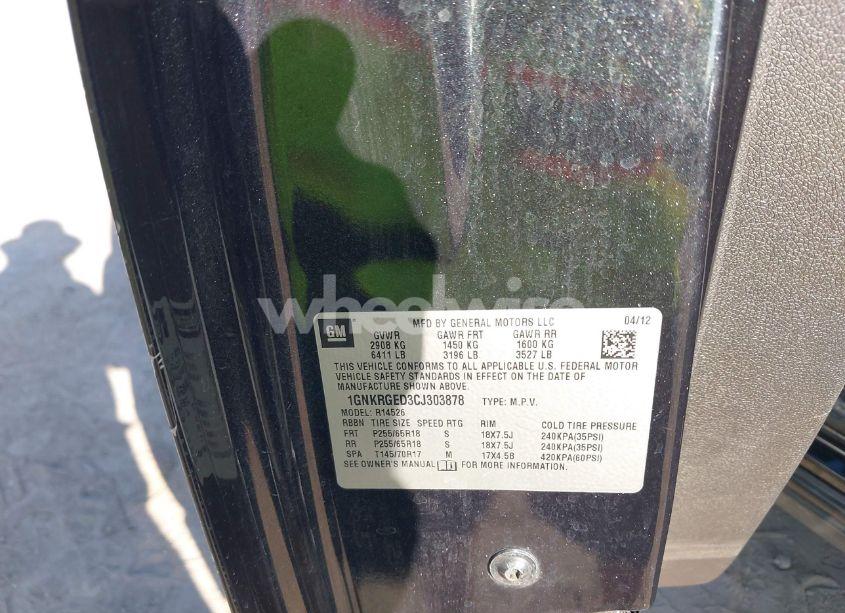 wheelwire
GM
MFD BY GENERAL MOTORS LLC 04/12
GVWR GAWR FRT GAWR RR
2908 KG 1450 KG 1600 KG
6411 LB 3196 LB 3527 LB
THIS VEHICLE CONFORMS TO ALL APPLICABLE U.S. FEDERAL MOTOR
VEHICLE SAFETY STANDARDS IN EFFECT ON THE DATE OF
MANUFACTURE SHOWN ABOVE.
1GNKRGED3CJ303878 TYPE: M.P.V.
MODEL: R14526
RBBN TIRE SIZE SPEED RTG RIM COLD TIRE PRESSURE
FRT P255/65R18 S 18X7.5J 240KPA(35PSI)
RR P255/65R18 S 18X7.5J 240KPA(35PSI)
SPA T145/70R17 M 17X4.5B 420KPA(60PSI)
SEE OWNER'S MANUAL FOR MORE INFORMATION.